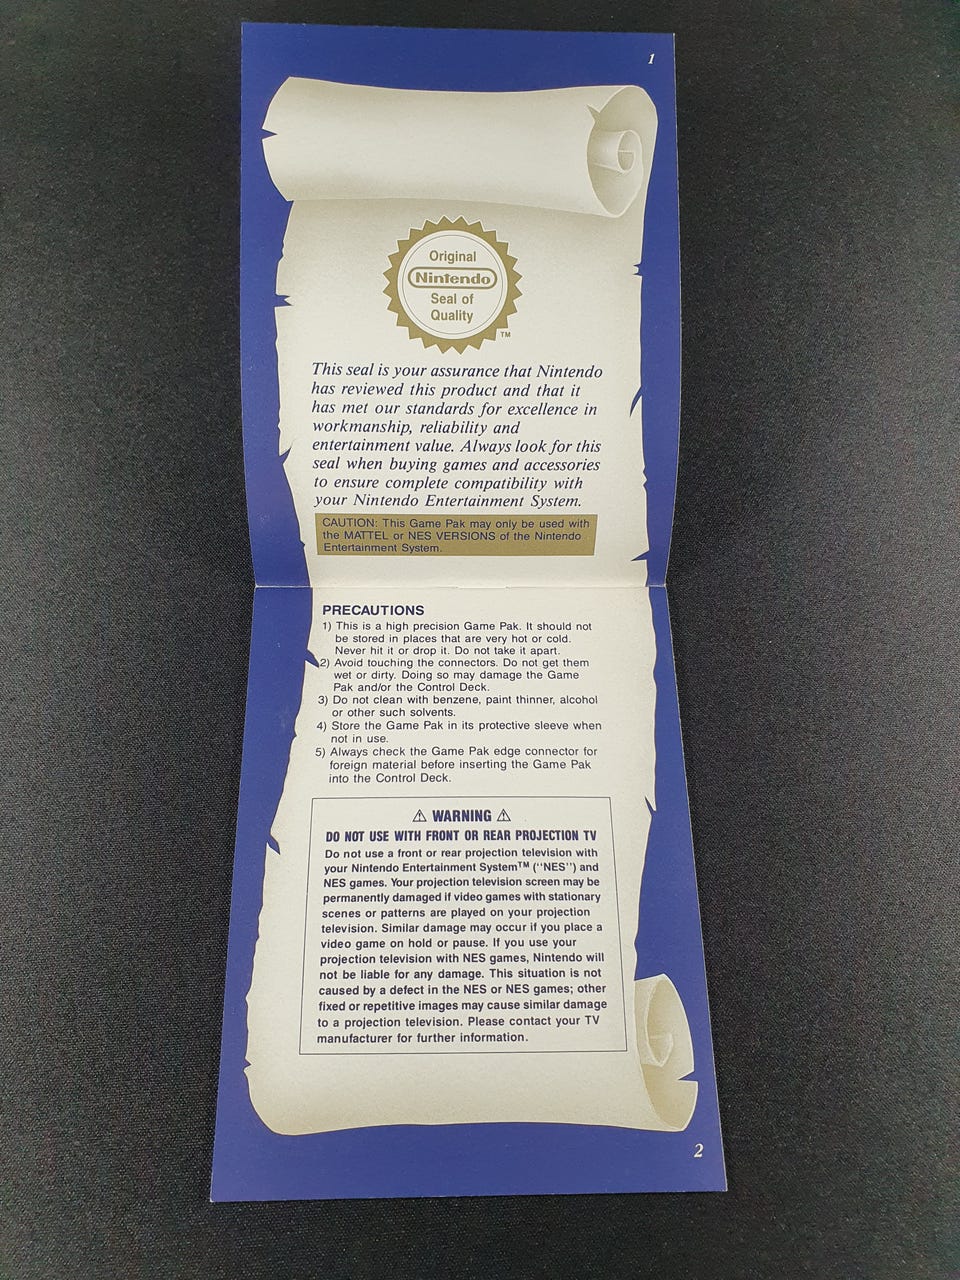 1
Original
Nintendo
Seal of
Quality
TM
This seal is your assurance that Nintendo
has reviewed this product and that it
has met our standards for excellence in
workmanship, reliability and
entertainment value. Always look for this
seal when buying games and accessories
to ensure complete compatibility with
your Nintendo Entertainment System.
CAUTION: This Game Pak may only be used with
the MATTEL or NES VERSIONS of the Nintendo
Entertainment System.
PRECAUTIONS
1) This is a high precision Game Pak. It should not
be stored in places that are very hot or cold.
Never hit it or drop it. Do not take it apart.
2) Avoid touching the connectors. Do not get them
wet or dirty. Doing so may damage the Game
Pak and/or the Control Deck.
3) Do not clean with benzene, paint thinner, alcohol
or other such solvents.
4) Store the Game Pak in its protective sleeve when
not in use.
5) Always check the Game Pak edge connector for
foreign material before inserting the Game Pak
into the Control Deck.
⚠ WARNING ⚠
DO NOT USE WITH FRONT OR REAR PROJECTION TV
Do not use a front or rear projection television with
your Nintendo Entertainment System™ (''NES'') and
NES games. Your projection television screen may be
permanently damaged if video games with stationary
scenes or patterns are played on your projection
television. Similar damage may occur if you place a
video game on hold or pause. If you use your
projection television with NES games, Nintendo will
not be liable for any damage. This situation is not
caused by a defect in the NES or NES games; other
fixed or repetitive images may cause similar damage
to a projection television. Please contact your TV
manufacturer for further information.
2